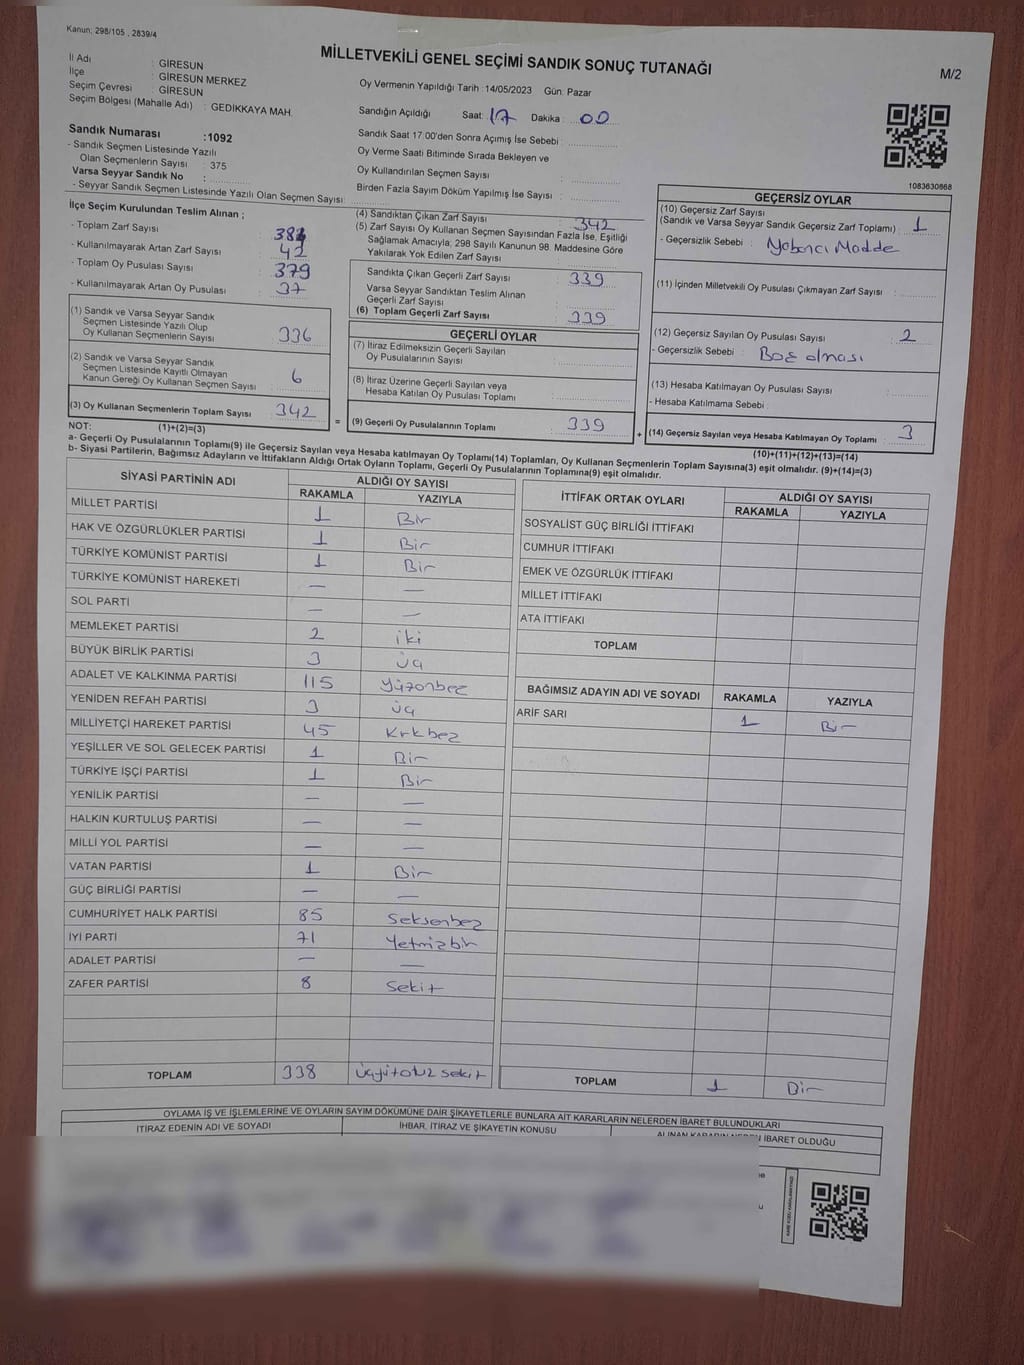 Kanun; 298/105 , 2839/4
MİLLETVEKİLİ GENEL SEÇİMİ SANDIK SONUÇ TUTANAĞI
M/2
İl Adı : GİRESUN
İlçe : GİRESUN MERKEZ
Seçim Çevresi : GİRESUN
Seçim Bölgesi (Mahalle Adı) : GEDİKKAYA MAH.
Oy Vermenin Yapıldığı Tarih : 14/05/2023 Gün: Pazar
Sandığın Açıldığı Saat: 17 Dakika : 00
Sandık Numarası :1092
- Sandık Seçmen Listesinde Yazılı
Olan Seçmenlerin Sayısı : 375
Varsa Seyyar Sandık No :
- Seyyar Sandık Seçmen Listesinde Yazılı Olan Seçmen Sayısı:
Sandık Saat 17:00'den Sonra Açımış İse Sebebi :
Oy Verme Saati Bitiminde Sırada Bekleyen ve
Oy Kullandırılan Seçmen Sayısı :
Birden Fazla Sayım Döküm Yapılmış İse Sayısı :
1083630868
İlçe Seçim Kurulundan Teslim Alınan ;
- Toplam Zarf Sayısı :
- Kullanılmayarak Artan Zarf Sayısı : 42
- Toplam Oy Pusulası Sayısı : 379
- Kullanılmayarak Artan Oy Pusulası : 37
(1) Sandık ve Varsa Seyyar Sandık
Seçmen Listesinde Yazılı Olup
Oy Kullanan Seçmenlerin Sayısı : 336
(2) Sandık ve Varsa Seyyar Sandık
Seçmen Listesinde Kayıtlı Olmayan
Kanun Gereği Oy Kullanan Seçmen Sayısı : 6
(3) Oy Kullanan Seçmenlerin Toplam Sayısı : 342 =
(4) Sandıktan Çıkan Zarf Sayısı : 342
(5) Zarf Sayısı Oy Kullanan Seçmen Sayısından Fazla İse, Eşitliği
Sağlamak Amacıyla; 298 Sayılı Kanunun 98. Maddesine Göre
Yakılarak Yok Edilen Zarf Sayısı :
Sandıkta Çıkan Geçerli Zarf Sayısı : 339
Varsa Seyyar Sandıktan Teslim Alınan
Geçerli Zarf Sayısı :
(6) Toplam Geçerli Zarf Sayısı : 339
GEÇERLİ OYLAR
(7) İtiraz Edilmeksizin Geçerli Sayılan
Oy Pusulalarının Sayısı :
(8) İtiraz Üzerine Geçerli Sayılan veya
Hesaba Katılan Oy Pusulası Toplamı :
(9) Geçerli Oy Pusulalarının Toplamı : 339 +
GEÇERSİZ OYLAR
(10) Geçersiz Zarf Sayısı
(Sandık ve Varsa Seyyar Sandık Geçersiz Zarf Toplamı) : 1
- Geçersizlik Sebebi : Yabancı Madde
(11) İçinden Milletvekili Oy Pusulası Çıkmayan Zarf Sayısı :
(12) Geçersiz Sayılan Oy Pusulası Sayısı : 2
- Geçersizlik Sebebi : Boş olması
(13) Hesaba Katılmayan Oy Pusulası Sayısı :
- Hesaba Katılmama Sebebi :
(14) Geçersiz Sayılan veya Hesaba Katılmayan Oy Toplamı : 3
NOT: (1)+(2)=(3)
(10)+(11)+(12)+(13)=(14)
a- Geçerli Oy Pusulalarının Toplamı(9) ile Geçersiz Sayılan veya Hesaba katılmayan Oy Toplamı(14) Toplamları, Oy Kullanan Seçmenlerin Toplam Sayısına(3) eşit olmalıdır. (9)+(14)=(3)
b- Siyasi Partilerin, Bağımsız Adayların ve İttifakların Aldığı Ortak Oyların Toplamı, Geçerli Oy Pusulalarının Toplamına(9) eşit olmalıdır.
SİYASİ PARTİNİN ADI ALDIĞI OY SAYISI
RAKAMLA YAZIYLA
MİLLET PARTİSİ 1 Bir
HAK VE ÖZGÜRLÜKLER PARTİSİ 1 Bir
TÜRKİYE KOMÜNİST PARTİSİ 1 Bir
TÜRKİYE KOMÜNİST HAREKETİ — —
SOL PARTİ — —
MEMLEKET PARTİSİ 2 iki
BÜYÜK BİRLİK PARTİSİ 3 üç
ADALET VE KALKINMA PARTİSİ 115 yüzonbeş
YENİDEN REFAH PARTİSİ 3 üç
MİLLİYETÇİ HAREKET PARTİSİ 45 Krkbeş
YEŞİLLER VE SOL GELECEK PARTİSİ 1 Bir
TÜRKİYE İŞÇİ PARTİSİ 1 Bir
YENİLİK PARTİSİ — —
HALKIN KURTULUŞ PARTİSİ — —
MİLLİ YOL PARTİSİ — —
VATAN PARTİSİ 1 Bir
GÜÇ BİRLİĞİ PARTİSİ — —
CUMHURİYET HALK PARTİSİ 85 Seksenbeş
İYİ PARTİ 71 Yetmişbir
ADALET PARTİSİ — —
ZAFER PARTİSİ 8 Sekiz
TOPLAM 338 üçyüzotuz sekiz
İTTİFAK ORTAK OYLARI ALDIĞI OY SAYISI
RAKAMLA YAZIYLA
SOSYALİST GÜÇ BİRLİĞİ İTTİFAKI
CUMHUR İTTİFAKI
EMEK VE ÖZGÜRLÜK İTTİFAKI
MİLLET İTTİFAKI
ATA İTTİFAKI
TOPLAM
BAĞIMSIZ ADAYIN ADI VE SOYADI RAKAMLA YAZIYLA
ARİF SARI 1 Bir
TOPLAM 1 Bir
OYLAMA İŞ VE İŞLEMLERİNE VE OYLARIN SAYIM DÖKÜMÜNE DAİR ŞİKAYETLERLE BUNLARA AİT KARARLARIN NELERDEN İBARET BULUNDUKLARI
İTİRAZ EDENİN ADI VE SOYADI İHBAR, İTİRAZ VE ŞİKAYETİN KONUSU ALINAN KARARIN NEDEN İBARET OLDUĞU